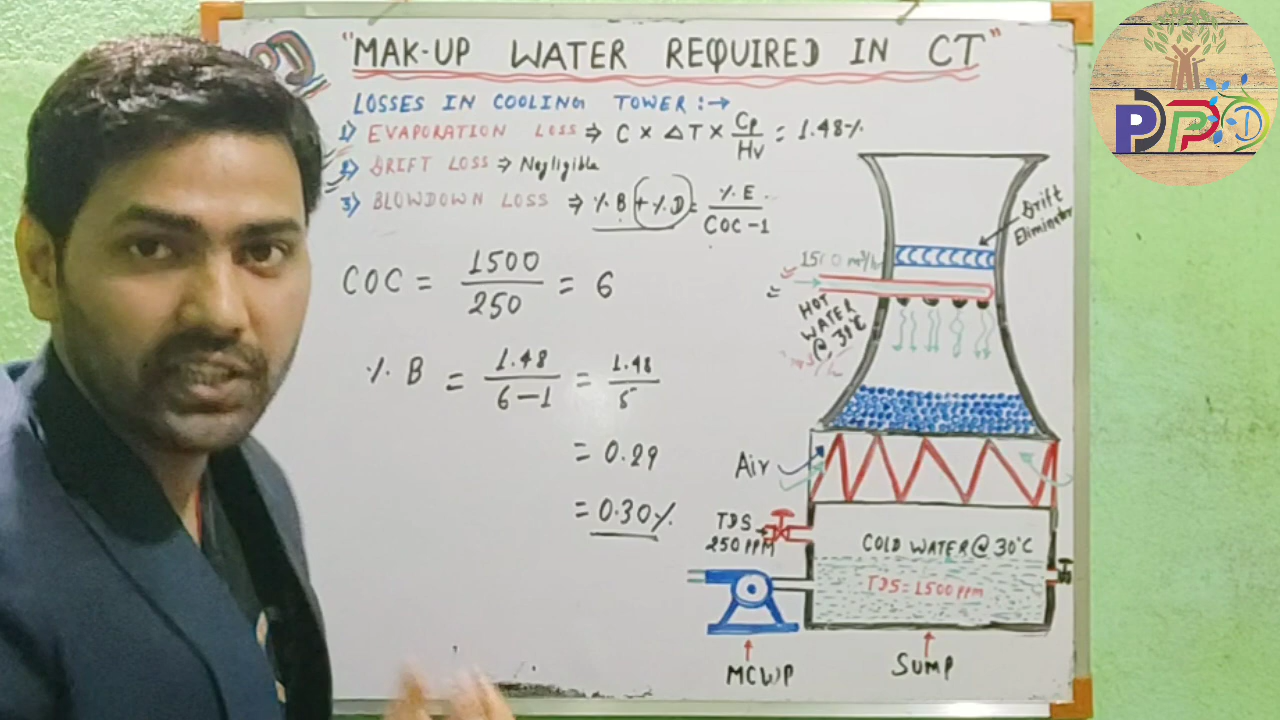 "MAK-UP WATER REQUIRED IN CT"
LOSSES IN COOLING TOWER :→
1) EVAPORATION LOSS ⇒ C × ΔT × Cp/Hv = 1.48%
2) DRIFT LOSS ⇒ Negligible
3) BLOWDOWN LOSS ⇒ %B + %D = %E/COC-1
COC = 1500/250 = 6
% B = 1.48/6-1 = 1.48/5
= 0.29
= 0.30%
Drift
Eliminator
HOT
WATER
@ 39°C
Air
TDS
250 PPM
COLD WATER @ 30°C
TDS = 1500 ppm
MCWP
SUMP
PPD